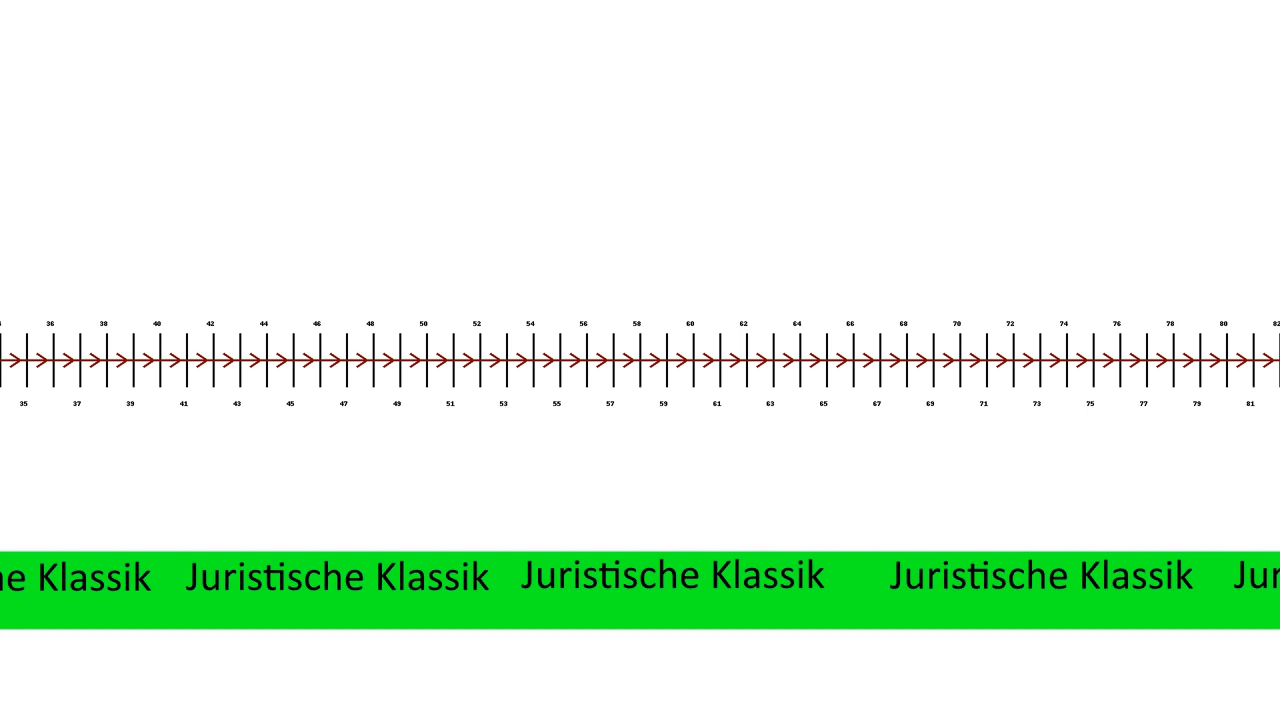 36 38 40 42 44 46 48 50 52 54 56 58 60 62 64 66 68 70 72 74 76 78 80 82
35 37 39 41 43 45 47 49 51 53 55 57 59 61 63 65 67 69 71 73 75 77 79 81
he Klassik Juristische Klassik Juristische Klassik Juristische Klassik Jur